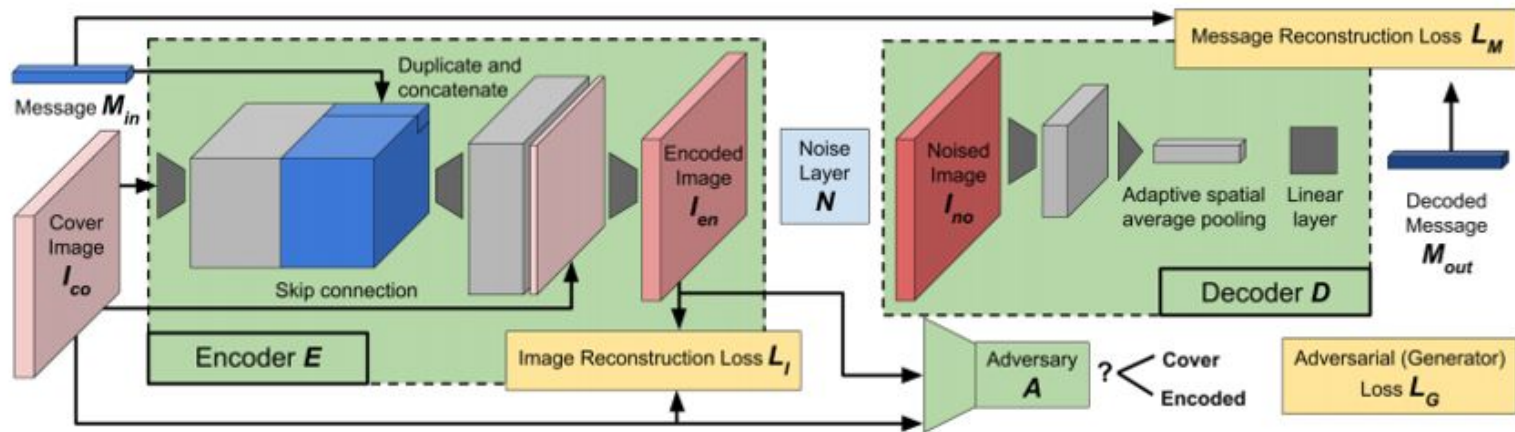 Message M_in
Duplicate and
concatenate
Cover
Image
I_co
Skip connection
Encoder E
Encoded
Image
I_en
Image Reconstruction Loss L_I
Noise
Layer
N
Noised
Image
I_no
Adaptive spatial
average pooling
Linear
layer
Decoder D
Message Reconstruction Loss L_M
Decoded
Message
M_out
Adversary
A
?
Cover
Encoded
Adversarial (Generator)
Loss L_G